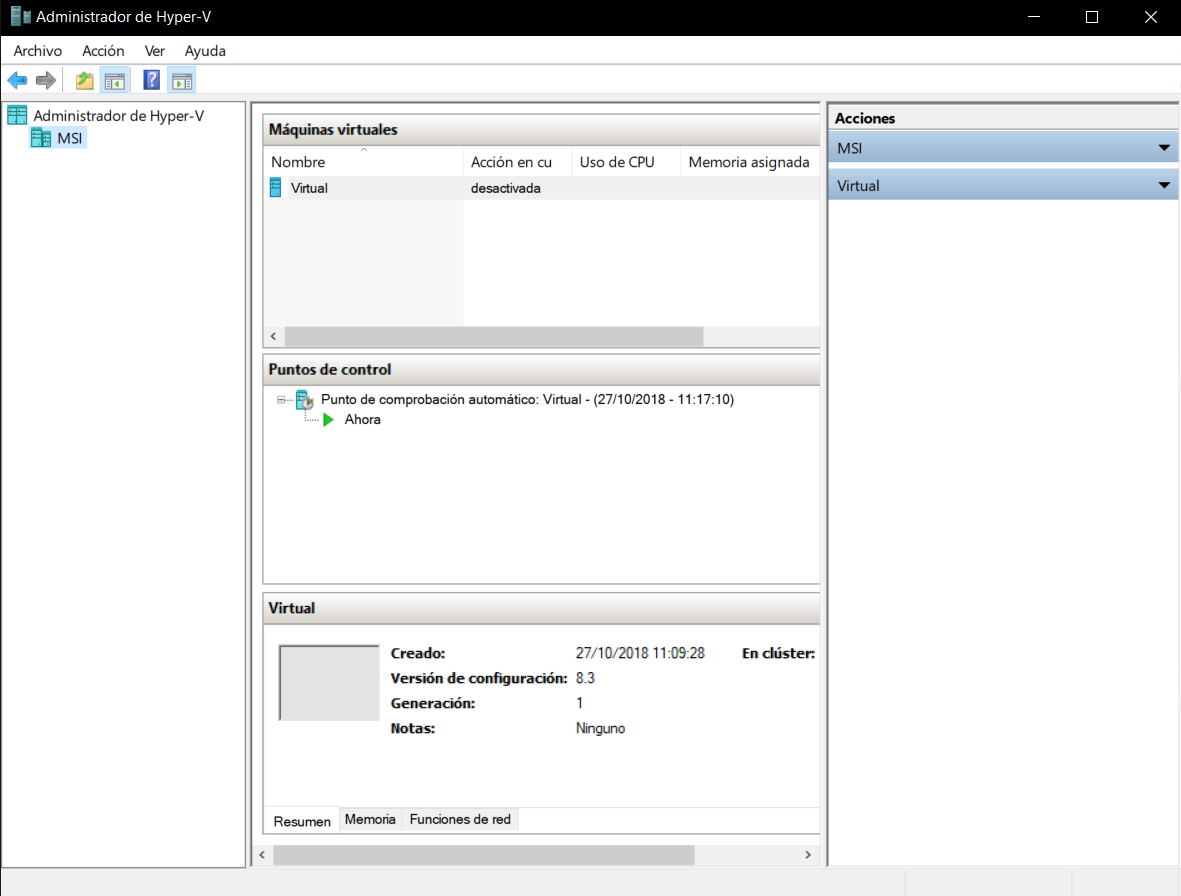 Administrador de Hyper-V
Archivo Acción Ver Ayuda
Administrador de Hyper-V
MSI
Máquinas virtuales
Nombre Acción en cu Uso de CPU Memoria asignada
Virtual desactivada
Puntos de control
Punto de comprobación automático: Virtual - (27/10/2018 - 11:17:10)
Ahora
Virtual
Creado: 27/10/2018 11:09:28 En clúster:
Versión de configuración: 8.3
Generación: 1
Notas: Ninguno
Resumen Memoria Funciones de red
Acciones
MSI
Virtual